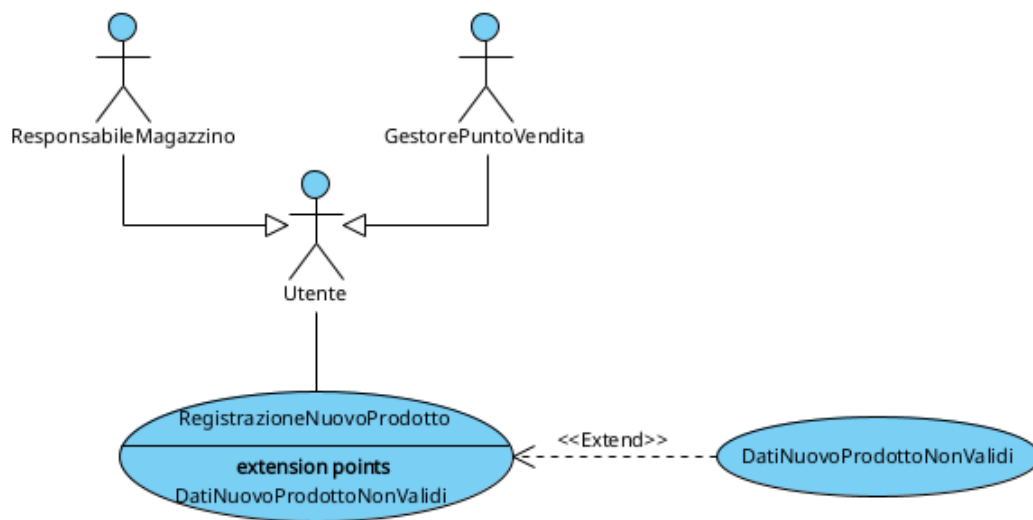 ResponsabileMagazzino
GestorePuntoVendita
Utente
RegistrazioneNuovoProdotto
extension points
DatiNuovoProdottoNonValidi
<<Extend>>
DatiNuovoProdottoNonValidi